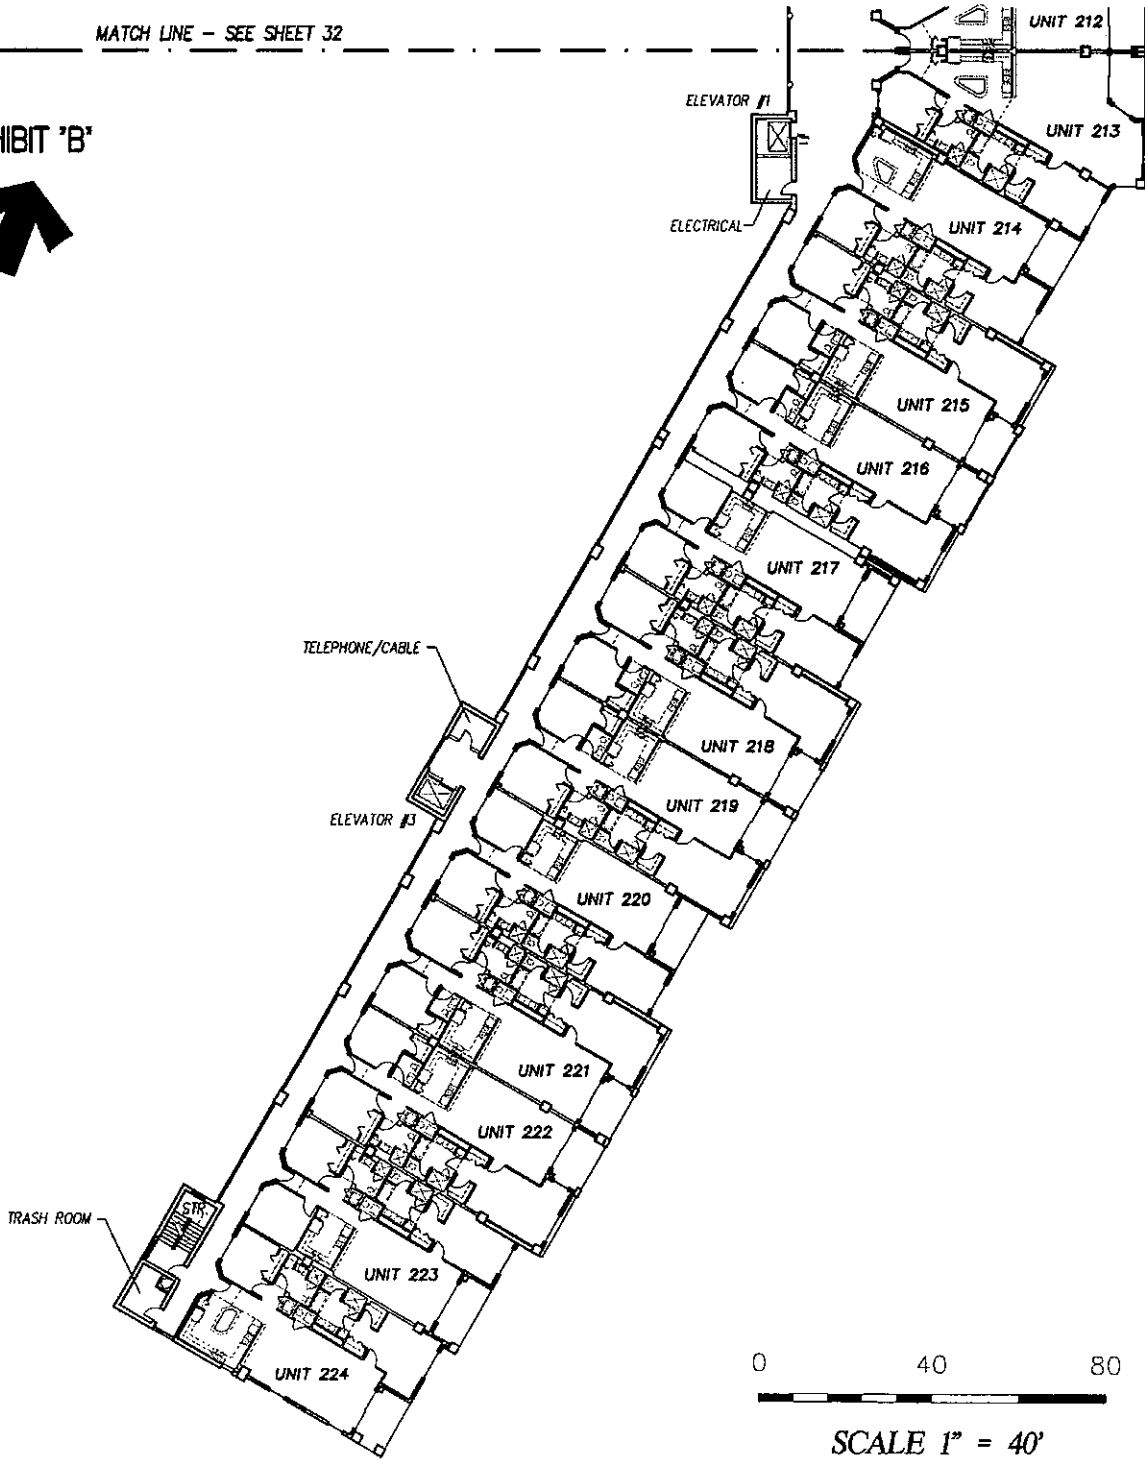 MATCH LINE - SEE SHEET 32
UNIT 212
ELEVATOR #1
HIBIT "B"
UNIT 213
ELECTRICAL
UNIT 214
UNIT 215
UNIT 216
UNIT 217
TELEPHONE/CABLE
UNIT 218
UNIT 219
ELEVATOR #3
UNIT 220
UNIT 221
UNIT 222
STR.
TRASH ROOM
UNIT 223
UNIT 224
0 40 80
SCALE 1" = 40'